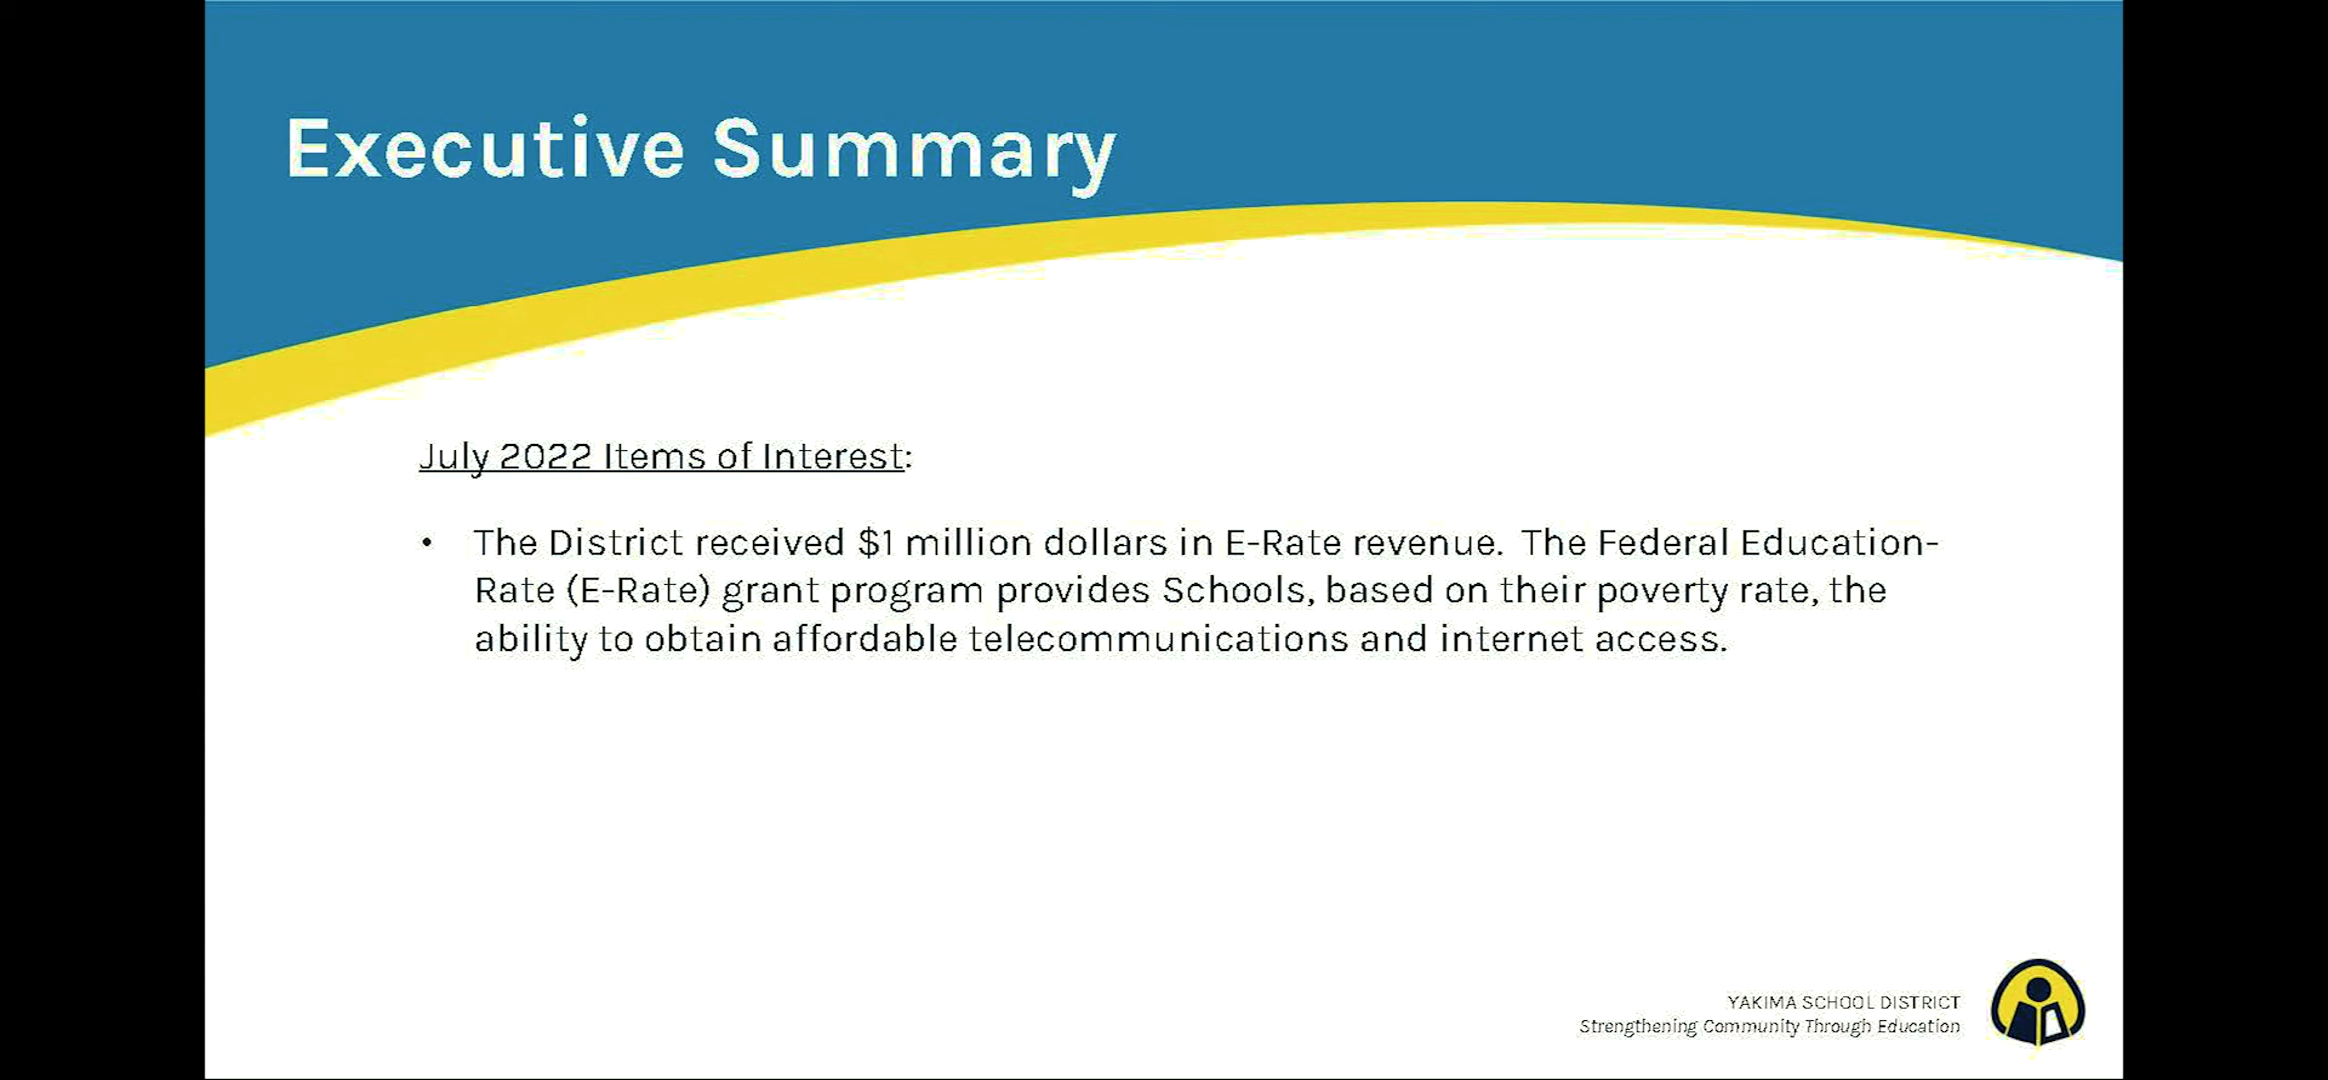 Executive Summary
July 2022 Items of Interest:
• The District received $1 million dollars in E-Rate revenue.  The Federal Education-
Rate (E-Rate) grant program provides Schools, based on their poverty rate, the
ability to obtain affordable telecommunications and internet access.
YAKIMA SCHOOL DISTRICT
Strengthening Community Through Education